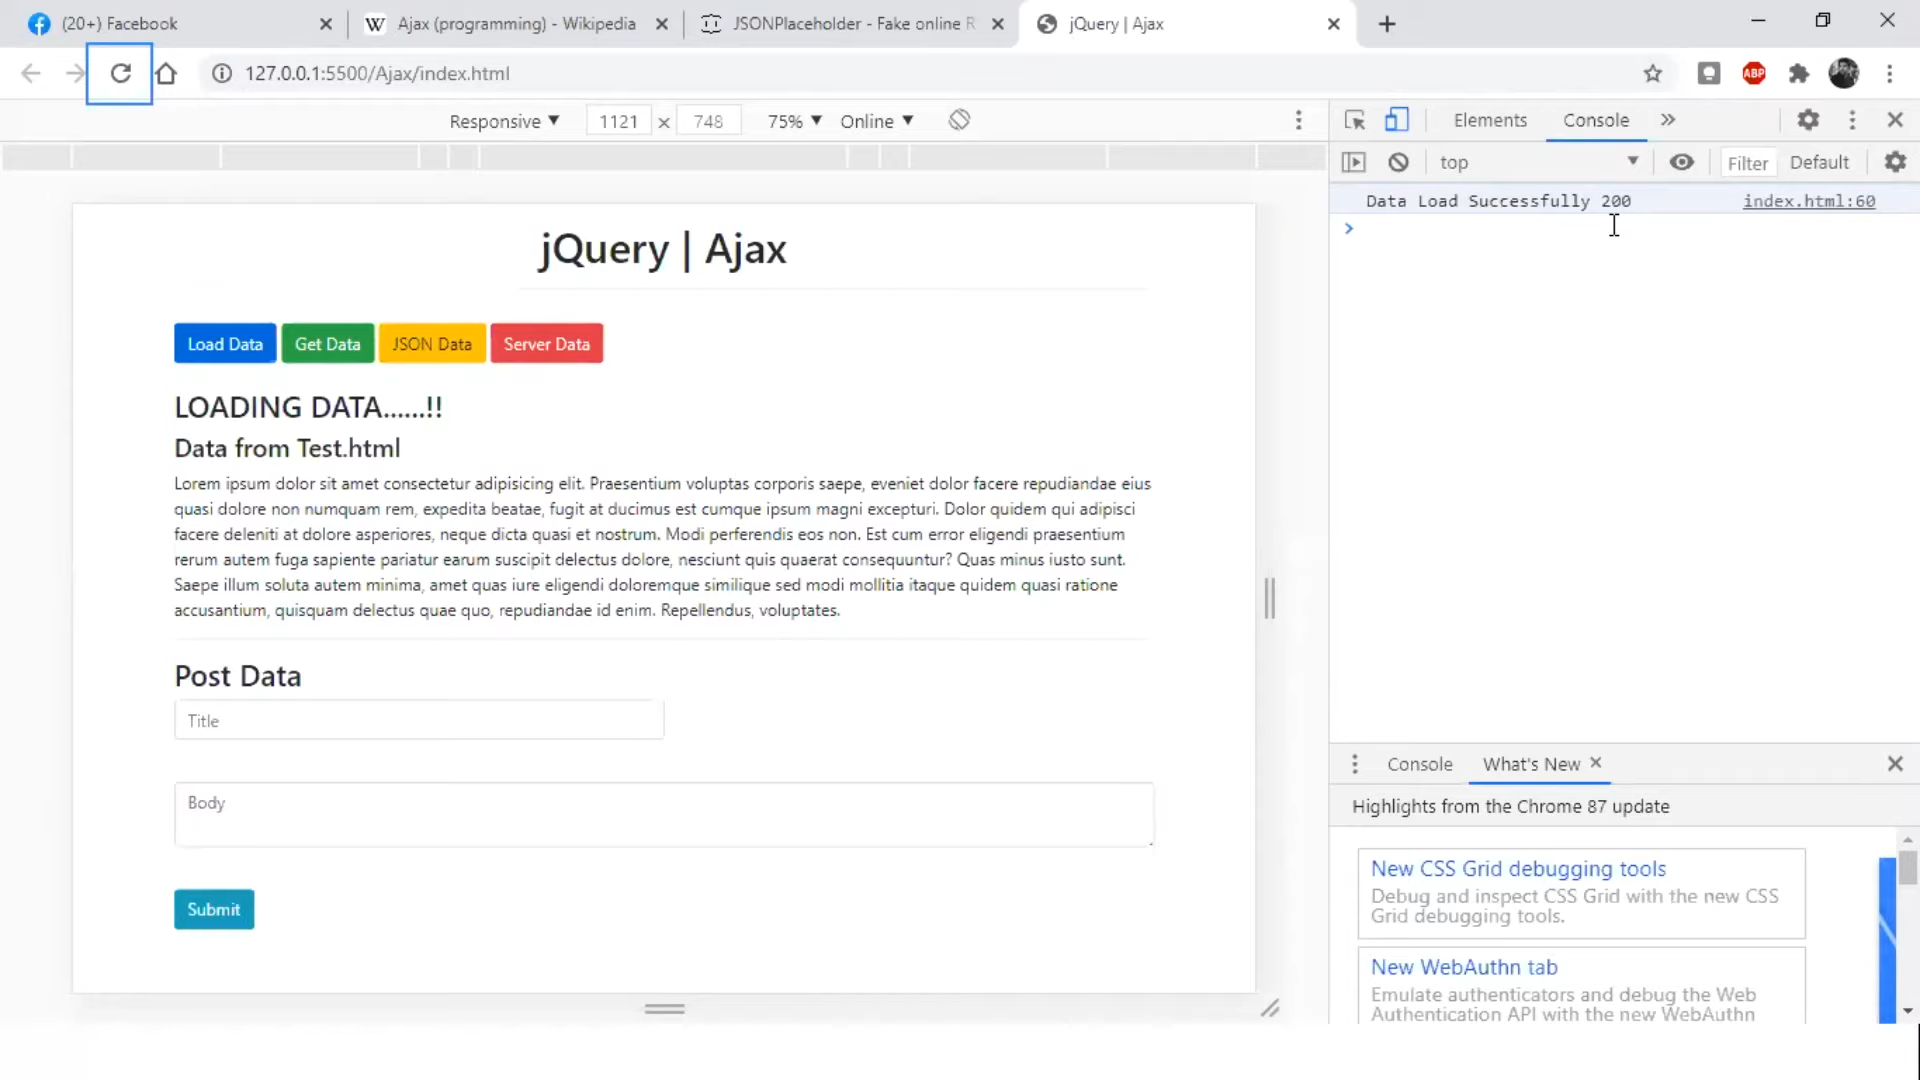 (20+) Facebook
Ajax (programming) - Wikipedia
JSONPlaceholder - Fake online R
jQuery | Ajax
127.0.0.1:5500/Ajax/index.html
ABP
Responsive
1121
x
748
75%
Online
Elements
Console
top
Filter
Default
Data Load Successfully 200
index.html:60
jQuery | Ajax
Load Data
Get Data
JSON Data
Server Data
LOADING DATA......!!
Data from Test.html
Lorem ipsum dolor sit amet consectetur adipisicing elit. Praesentium voluptas corporis saepe, eveniet dolor facere repudiandae eius
quasi dolore non numquam rem, expedita beatae, fugit at ducimus est cumque ipsum magni excepturi. Dolor quidem qui adipisci
facere deleniti at dolore asperiores, neque dicta quasi et nostrum. Modi perferendis eos non. Est cum error eligendi praesentium
rerum autem fuga sapiente pariatur earum suscipit delectus dolore, nesciunt quis quaerat consequuntur? Quas minus iusto sunt.
Saepe illum soluta autem minima, amet quas iure eligendi doloremque similique sed modi mollitia itaque quidem quasi ratione
accusantium, quisquam delectus quae quo, repudiandae id enim. Repellendus, voluptates.
Post Data
Title
Body
Submit
Console
What's New
Highlights from the Chrome 87 update
New CSS Grid debugging tools
Debug and inspect CSS Grid with the new CSS
Grid debugging tools.
New WebAuthn tab
Emulate authenticators and debug the Web
Authentication API with the new WebAuthn